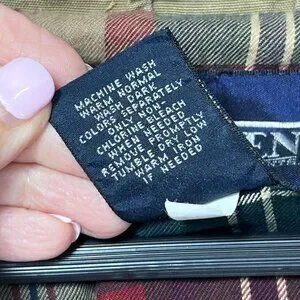 MACHINE WASH
WARM NORMAL
WASH DARK
COLORS SEPARATELY
ONLY NON-
CHLORINE BLEACH
WHEN NEEDED
REMOVE PROMPTLY
TUMBLE DRY LOW
WARM IRON
IF NEEDED
EN